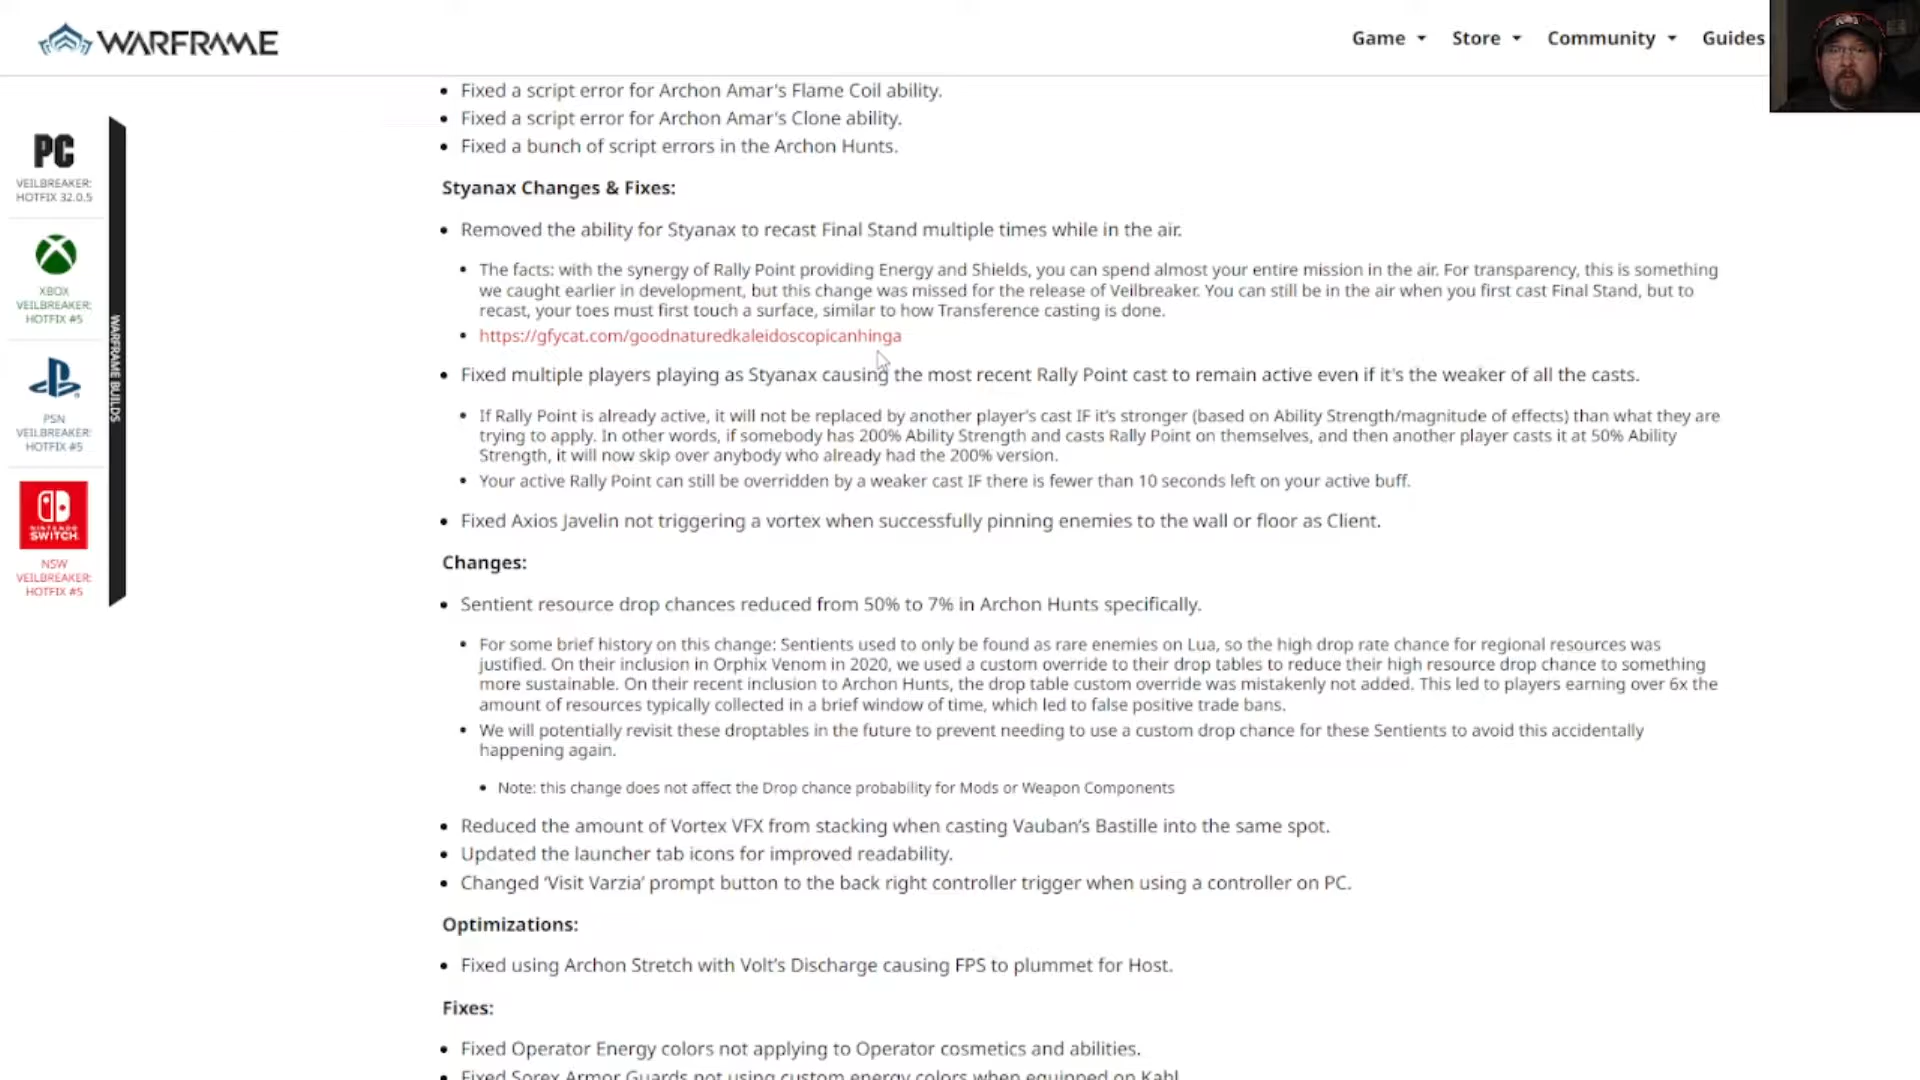 WARFRAME
Game
Store
Community
Guides
PC
VEILBREAKER:
HOTFIX 32.0.5
XBOX
VEILBREAKER:
HOTFIX #5
PSN
VEILBREAKER:
HOTFIX #5
NINTENDO
SWITCH
NSW
VEILBREAKER:
HOTFIX #5
WARFRAME BUILDS
• Fixed a script error for Archon Amar's Flame Coil ability.
• Fixed a script error for Archon Amar's Clone ability.
• Fixed a bunch of script errors in the Archon Hunts.
Styanax Changes & Fixes:
• Removed the ability for Styanax to recast Final Stand multiple times while in the air.
• The facts: with the synergy of Rally Point providing Energy and Shields, you can spend almost your entire mission in the air. For transparency, this is something
we caught earlier in development, but this change was missed for the release of Veilbreaker. You can still be in the air when you first cast Final Stand, but to
recast, your toes must first touch a surface, similar to how Transference casting is done.
• https://gfycat.com/goodnaturedkaleidoscopicanhinga
• Fixed multiple players playing as Styanax causing the most recent Rally Point cast to remain active even if it's the weaker of all the casts.
• If Rally Point is already active, it will not be replaced by another player's cast IF it's stronger (based on Ability Strength/magnitude of effects) than what they are
trying to apply. In other words, if somebody has 200% Ability Strength and casts Rally Point on themselves, and then another player casts it at 50% Ability
Strength, it will now skip over anybody who already had the 200% version.
• Your active Rally Point can still be overridden by a weaker cast IF there is fewer than 10 seconds left on your active buff.
• Fixed Axios Javelin not triggering a vortex when successfully pinning enemies to the wall or floor as Client.
Changes:
• Sentient resource drop chances reduced from 50% to 7% in Archon Hunts specifically.
• For some brief history on this change: Sentients used to only be found as rare enemies on Lua, so the high drop rate chance for regional resources was
justified. On their inclusion in Orphix Venom in 2020, we used a custom override to their drop tables to reduce their high resource drop chance to something
more sustainable. On their recent inclusion to Archon Hunts, the drop table custom override was mistakenly not added. This led to players earning over 6x the
amount of resources typically collected in a brief window of time, which led to false positive trade bans.
• We will potentially revisit these droptables in the future to prevent needing to use a custom drop chance for these Sentients to avoid this accidentally
happening again.
• Note: this change does not affect the Drop chance probability for Mods or Weapon Components
• Reduced the amount of Vortex VFX from stacking when casting Vauban's Bastille into the same spot.
• Updated the launcher tab icons for improved readability.
• Changed 'Visit Varzia' prompt button to the back right controller trigger when using a controller on PC.
Optimizations:
• Fixed using Archon Stretch with Volt's Discharge causing FPS to plummet for Host.
Fixes:
• Fixed Operator Energy colors not applying to Operator cosmetics and abilities.
• Fixed Sorex Armor Guards not using custom energy colors when equipped on Kahl